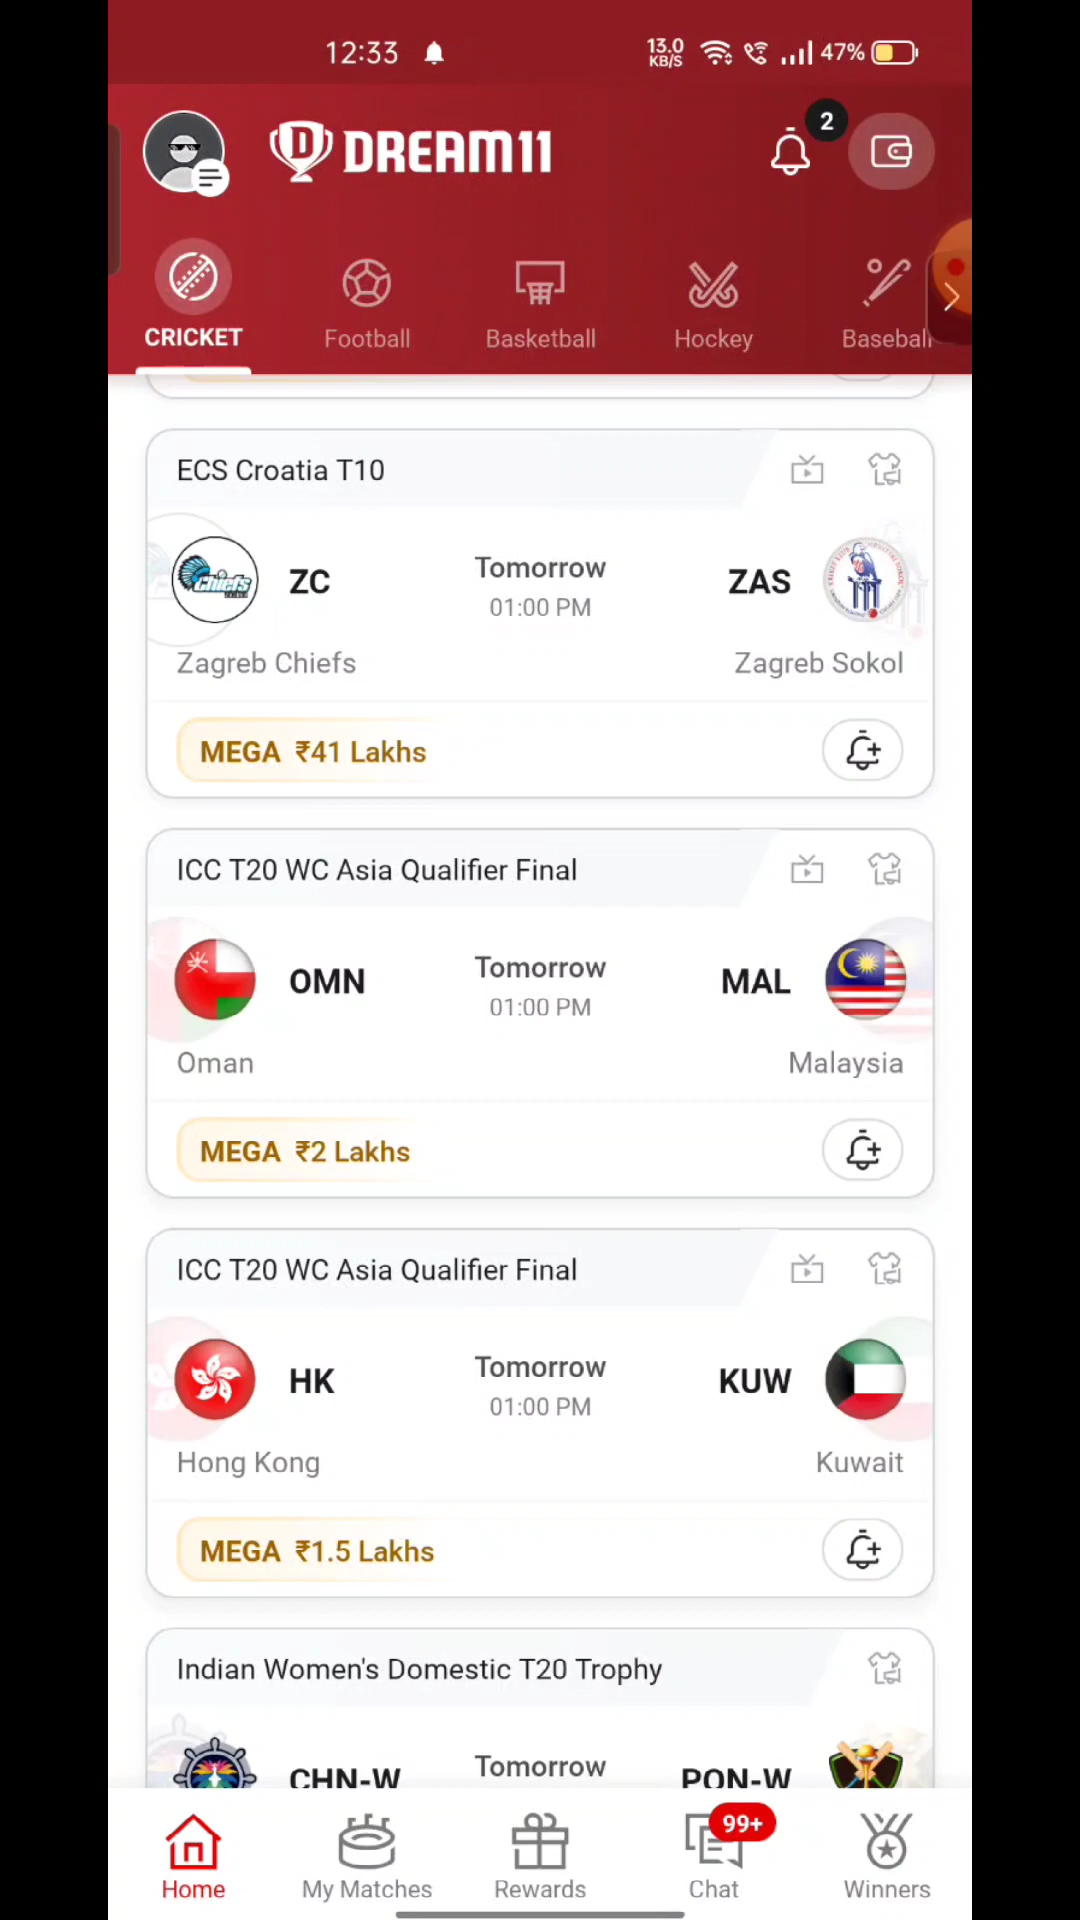 12:33
13.0 KB/S
47%
DREAM11
2
CRICKET
Football
Basketball
Hockey
Baseball
ECS Croatia T10
Chiefs
ZC
Tomorrow
01:00 PM
ZAS
Zagreb Chiefs
Zagreb Sokol
MEGA ₹41 Lakhs
ICC T20 WC Asia Qualifier Final
OMN
Tomorrow
01:00 PM
MAL
Oman
Malaysia
MEGA ₹2 Lakhs
ICC T20 WC Asia Qualifier Final
HK
Tomorrow
01:00 PM
KUW
Hong Kong
Kuwait
MEGA ₹1.5 Lakhs
Indian Women's Domestic T20 Trophy
CHN-W
Tomorrow
PON-W
99+
Home
My Matches
Rewards
Chat
Winners